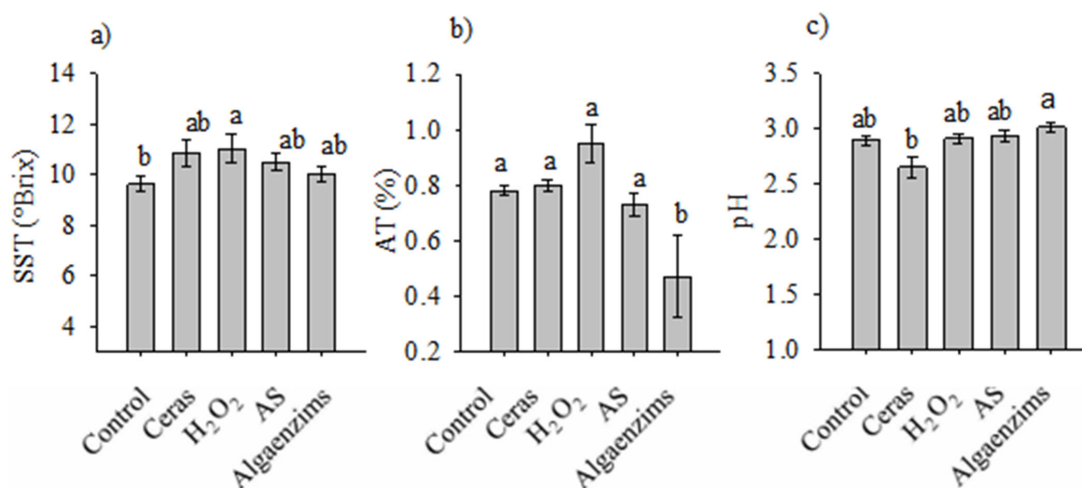 a)
SST (°Brix)
14
12
10
8
6
4
b
ab
a
ab
ab
Control
Ceras
H₂O₂
AS
Algaenzims
b)
AT (%)
1.2
1.0
0.8
0.6
0.4
0.2
a
a
a
a
b
Control
Ceras
H₂O₂
AS
Algaenzims
c)
pH
3.5
3.0
2.5
2.0
1.5
1.0
ab
b
ab
ab
a
Control
Ceras
H₂O₂
AS
Algaenzims